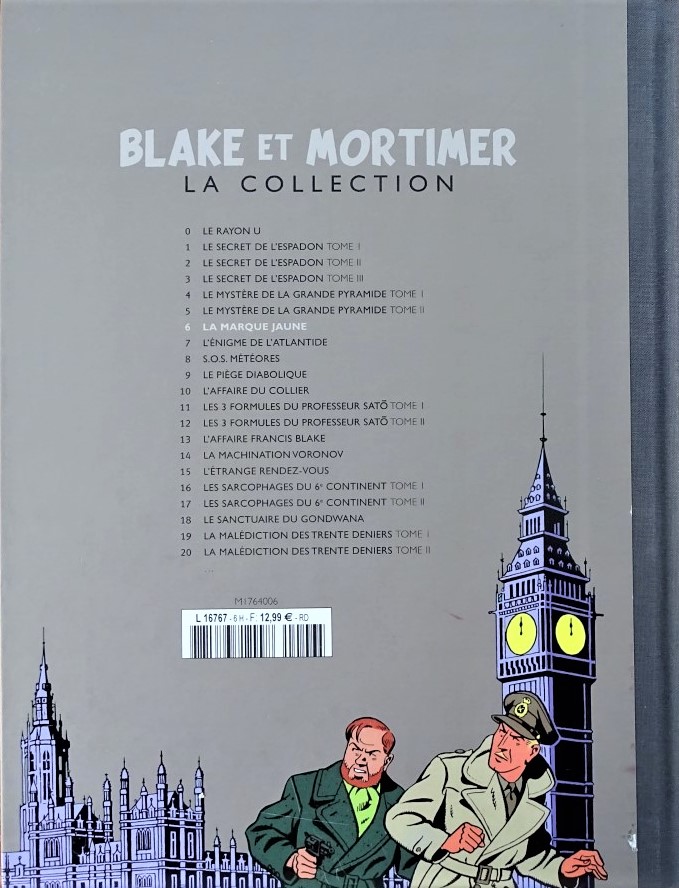 BLAKE ET MORTIMER
LA COLLECTION
0 LE RAYON U
1 LE SECRET DE L'ESPADON TOME I
2 LE SECRET DE L'ESPADON TOME II
3 LE SECRET DE L'ESPADON TOME III
4 LE MYSTÈRE DE LA GRANDE PYRAMIDE TOME I
5 LE MYSTÈRE DE LA GRANDE PYRAMIDE TOME II
6 LA MARQUE JAUNE
7 L'ÉNIGME DE L'ATLANTIDE
8 S.O.S. MÉTÉORES
9 LE PIÈGE DIABOLIQUE
10 L'AFFAIRE DU COLLIER
11 LES 3 FORMULES DU PROFESSEUR SATŌ TOME I
12 LES 3 FORMULES DU PROFESSEUR SATŌ TOME II
13 L'AFFAIRE FRANCIS BLAKE
14 LA MACHINATION VORONOV
15 L'ÉTRANGE RENDEZ-VOUS
16 LES SARCOPHAGES DU 6e CONTINENT TOME I
17 LES SARCOPHAGES DU 6e CONTINENT TOME II
18 LE SANCTUAIRE DU GONDWANA
19 LA MALÉDICTION DES TRENTE DENIERS TOME I
20 LA MALÉDICTION DES TRENTE DENIERS TOME II
...
M1764006
L 16767 - 6 H - F: 12,99 € - RD